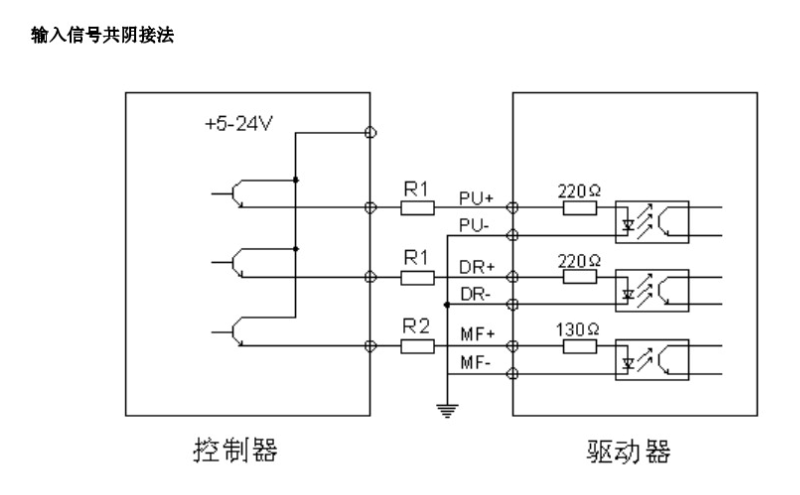 输入信号共阴接法
+5-24V
R1
PU+
220Ω
PU-
R1
DR+
220Ω
DR-
R2
MF+
130Ω
MF-
控制器
驱动器